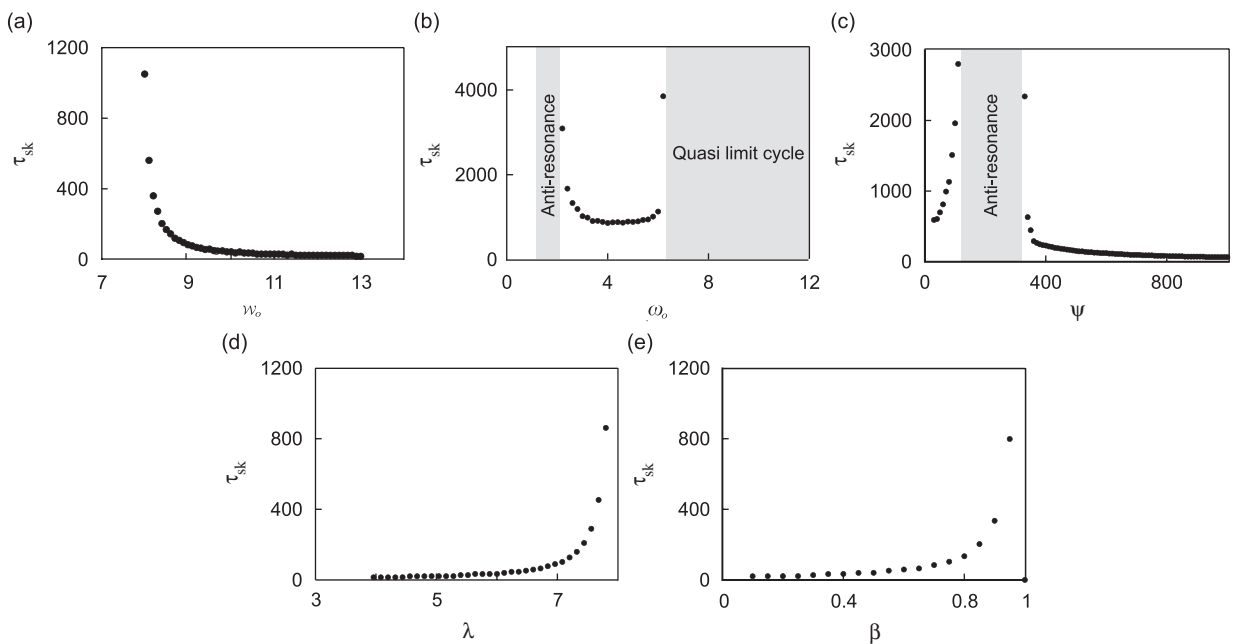 (a)
1200
1000
800
400
200
0
7
9
11
13
τsk
wo
(b)
4000
2000
0
0
4
8
12
τsk
ωo
Anti-resonance
Quasi limit cycle
(c)
3000
2000
1000
0
0
400
800
τsk
Ψ
Anti-resonance
(d)
1200
800
400
0
3
5
7
τsk
λ
(e)
1200
800
400
0
0
0.4
0.8
1
τsk
β